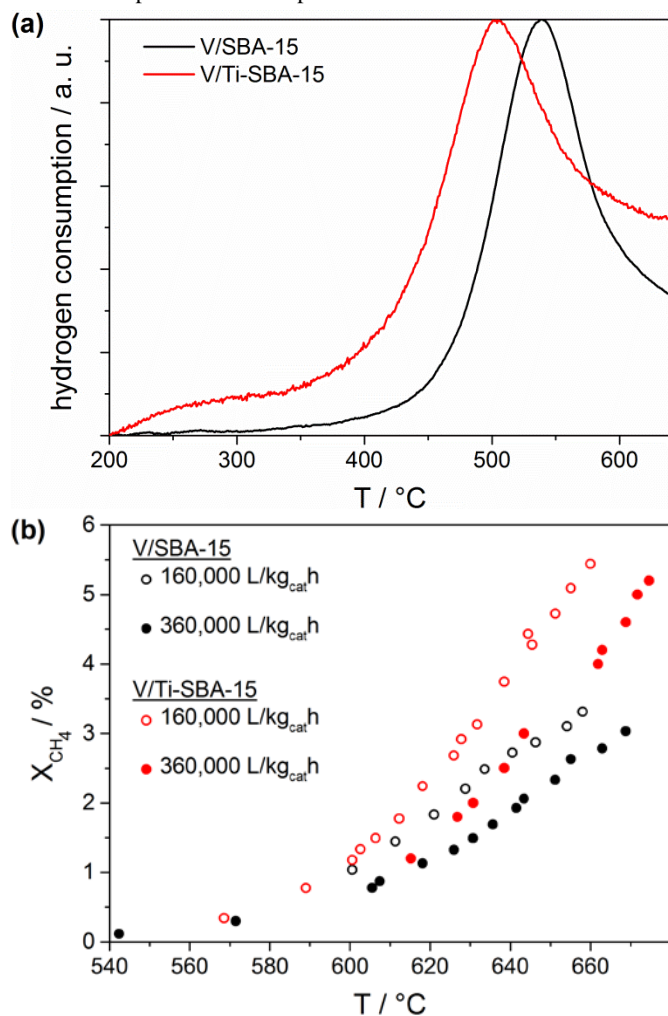 (a)
V/SBA-15
V/Ti-SBA-15
hydrogen consumption / a. u.
200 300 400 500 600
T / °C
(b)
V/SBA-15
160,000 L/kgcath
360,000 L/kgcath
V/Ti-SBA-15
160,000 L/kgcath
360,000 L/kgcath
XCH4 / %
6
5
4
3
2
1
0
540 560 580 600 620 640 660
T / °C